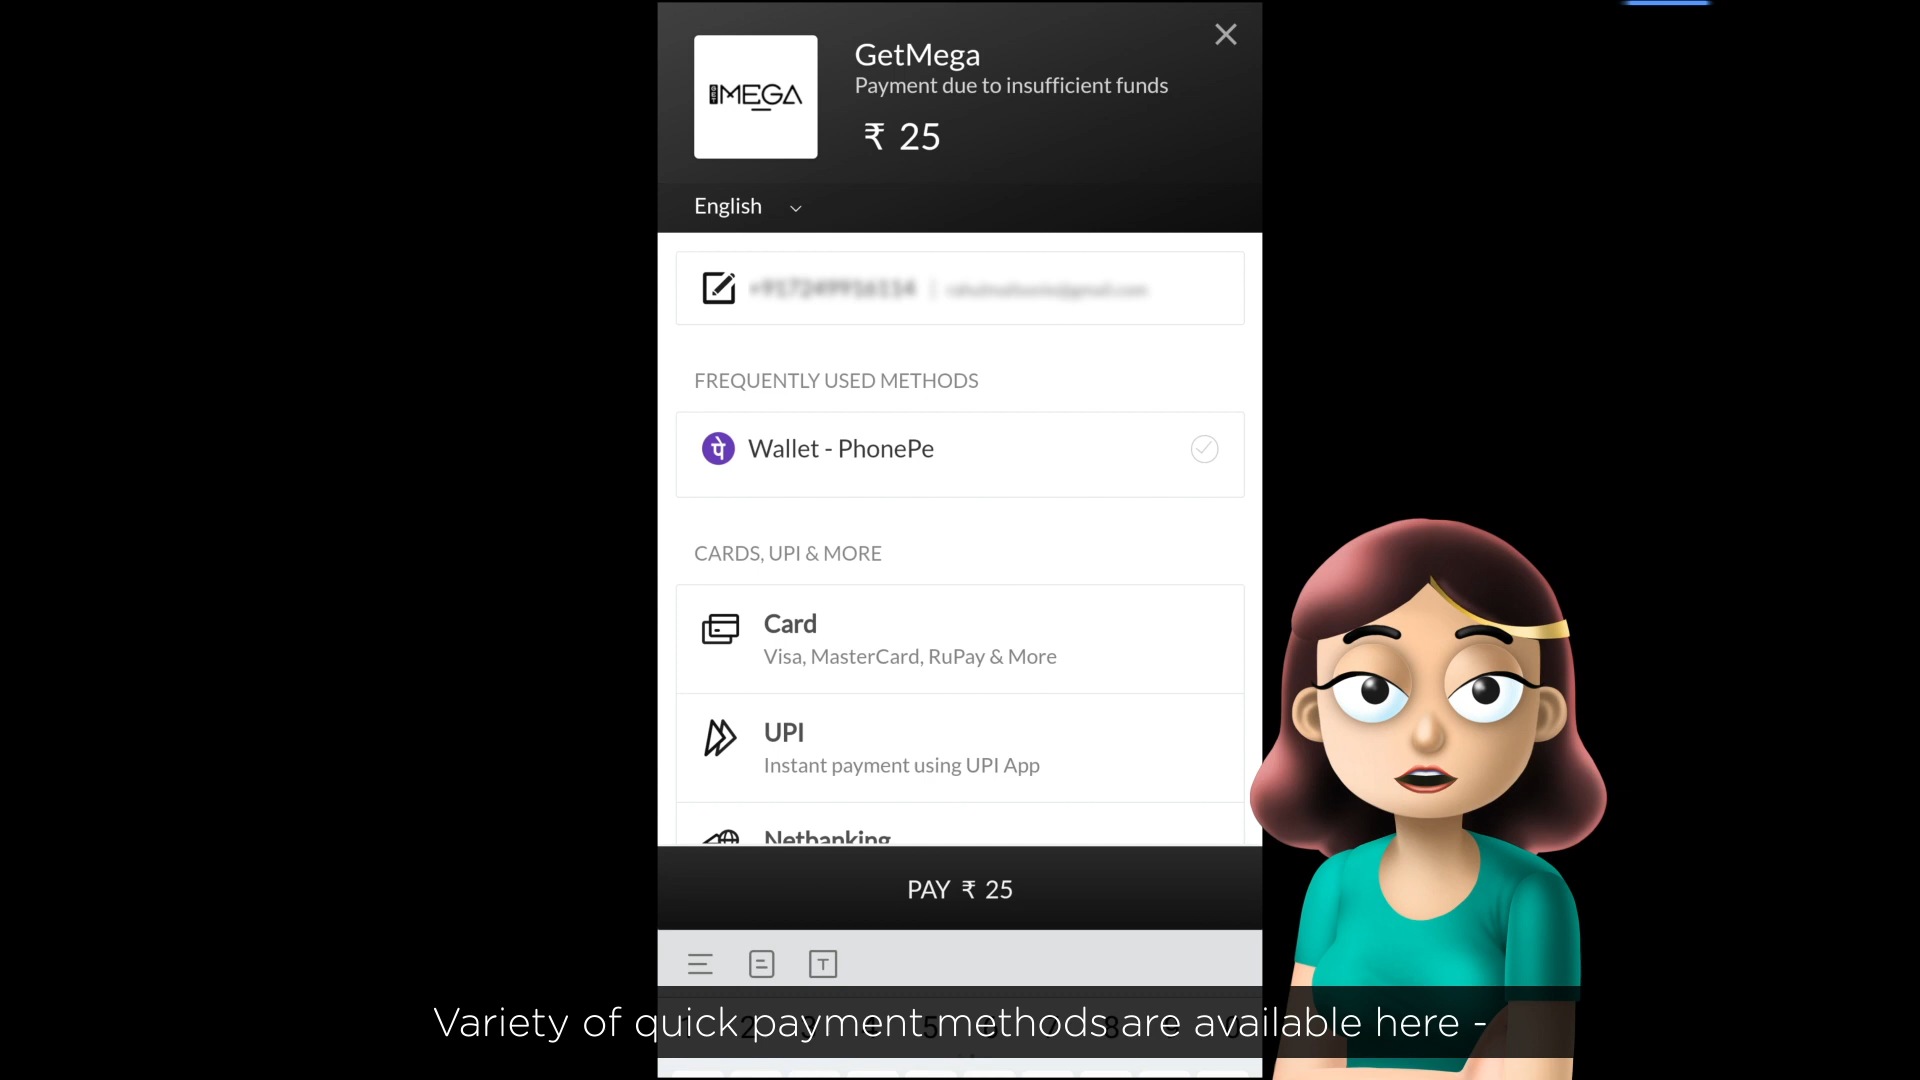 GetMega
Payment due to insufficient funds
MEGA
₹ 25
English
FREQUENTLY USED METHODS
पे Wallet - PhonePe
CARDS, UPI & MORE
Card
Visa, MasterCard, RuPay & More
UPI
Instant payment using UPI App
Netbanking
PAY ₹ 25
T
Variety of quick payment methods are available here -